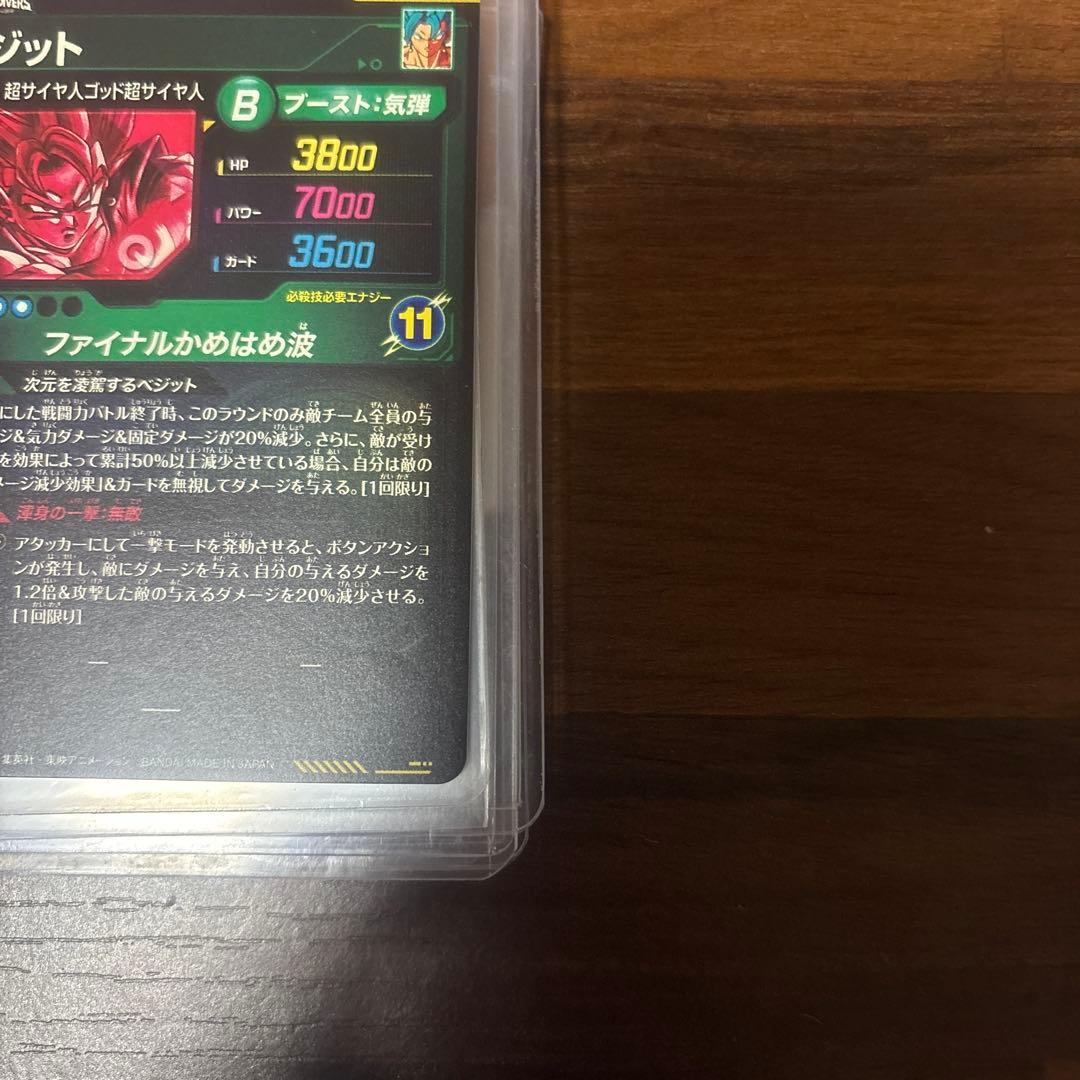 DIVERS
ジット
超サイヤ人ゴッド超サイヤ人
B ブースト:気弾
HP 3800
パワー 7000
ガード 3600
必殺技必要エナジー
11
ファイナルかめはめ波
次元を凌駕するベジット
にした戦闘力バトル終了時、このラウンドのみ敵チーム全員の与
ジ&気力ダメージ&固定ダメージが20%減少。さらに、敵が受け
を効果によって累計50%以上減少させている場合、自分は敵の
メージ減少効果」&ガードを無視してダメージを与える。[1回限り]
渾身の一撃:無敵
アタッカーにして一撃モードを発動させると、ボタンアクショ
ンが発生し、敵にダメージを与え、自分の与えるダメージを
1.2倍&攻撃した敵の与えるダメージを20%減少させる。
[1回限り]
集英社・東映アニメーション BANDAI MADE IN JAPAN